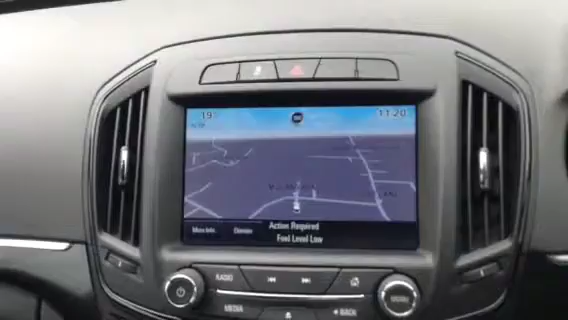 19°
11:20
Action Required
More Info
Dismiss
Fuel Level Low
RADIO
MEDIA
BACK